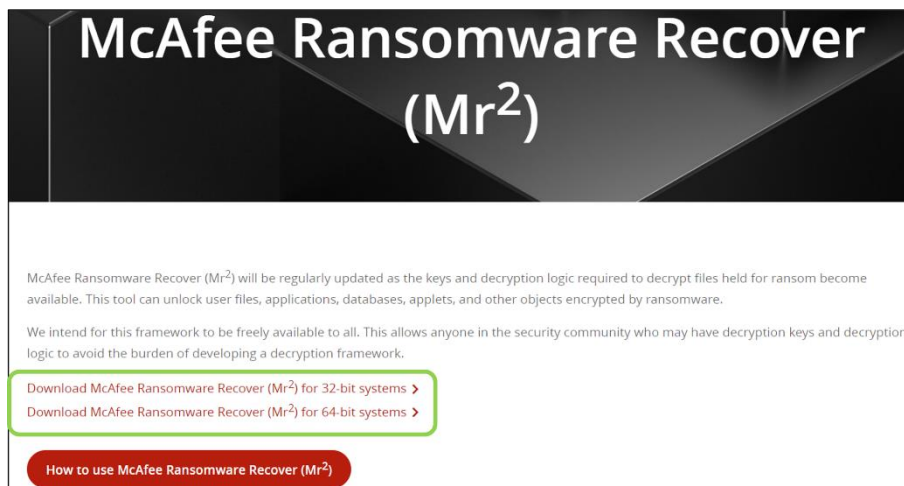 McAfee Ransomware Recover
(Mr²)
McAfee Ransomware Recover (Mr²) will be regularly updated as the keys and decryption logic required to decrypt files held for ransom become
available. This tool can unlock user files, applications, databases, applets, and other objects encrypted by ransomware.
We intend for this framework to be freely available to all. This allows anyone in the security community who may have decryption keys and decryption
logic to avoid the burden of developing a decryption framework.
Download McAfee Ransomware Recover (Mr²) for 32-bit systems >
Download McAfee Ransomware Recover (Mr²) for 64-bit systems >
How to use McAfee Ransomware Recover (Mr²)